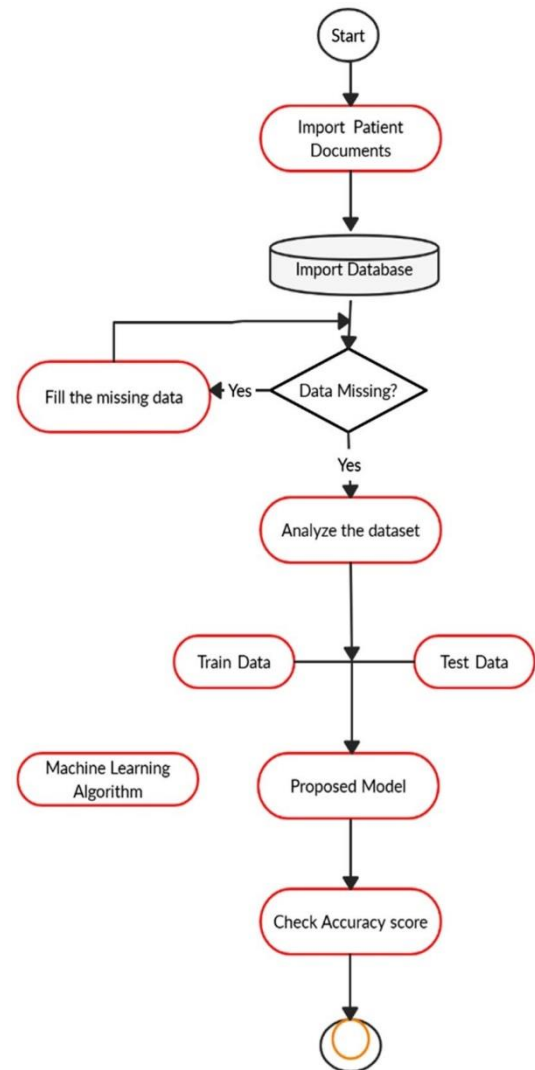 Start
Import Patient
Documents
Import Database
Fill the missing data
Yes
Data Missing?
Yes
Analyze the dataset
Train Data
Test Data
Machine Learning
Algorithm
Proposed Model
Check Accuracy score